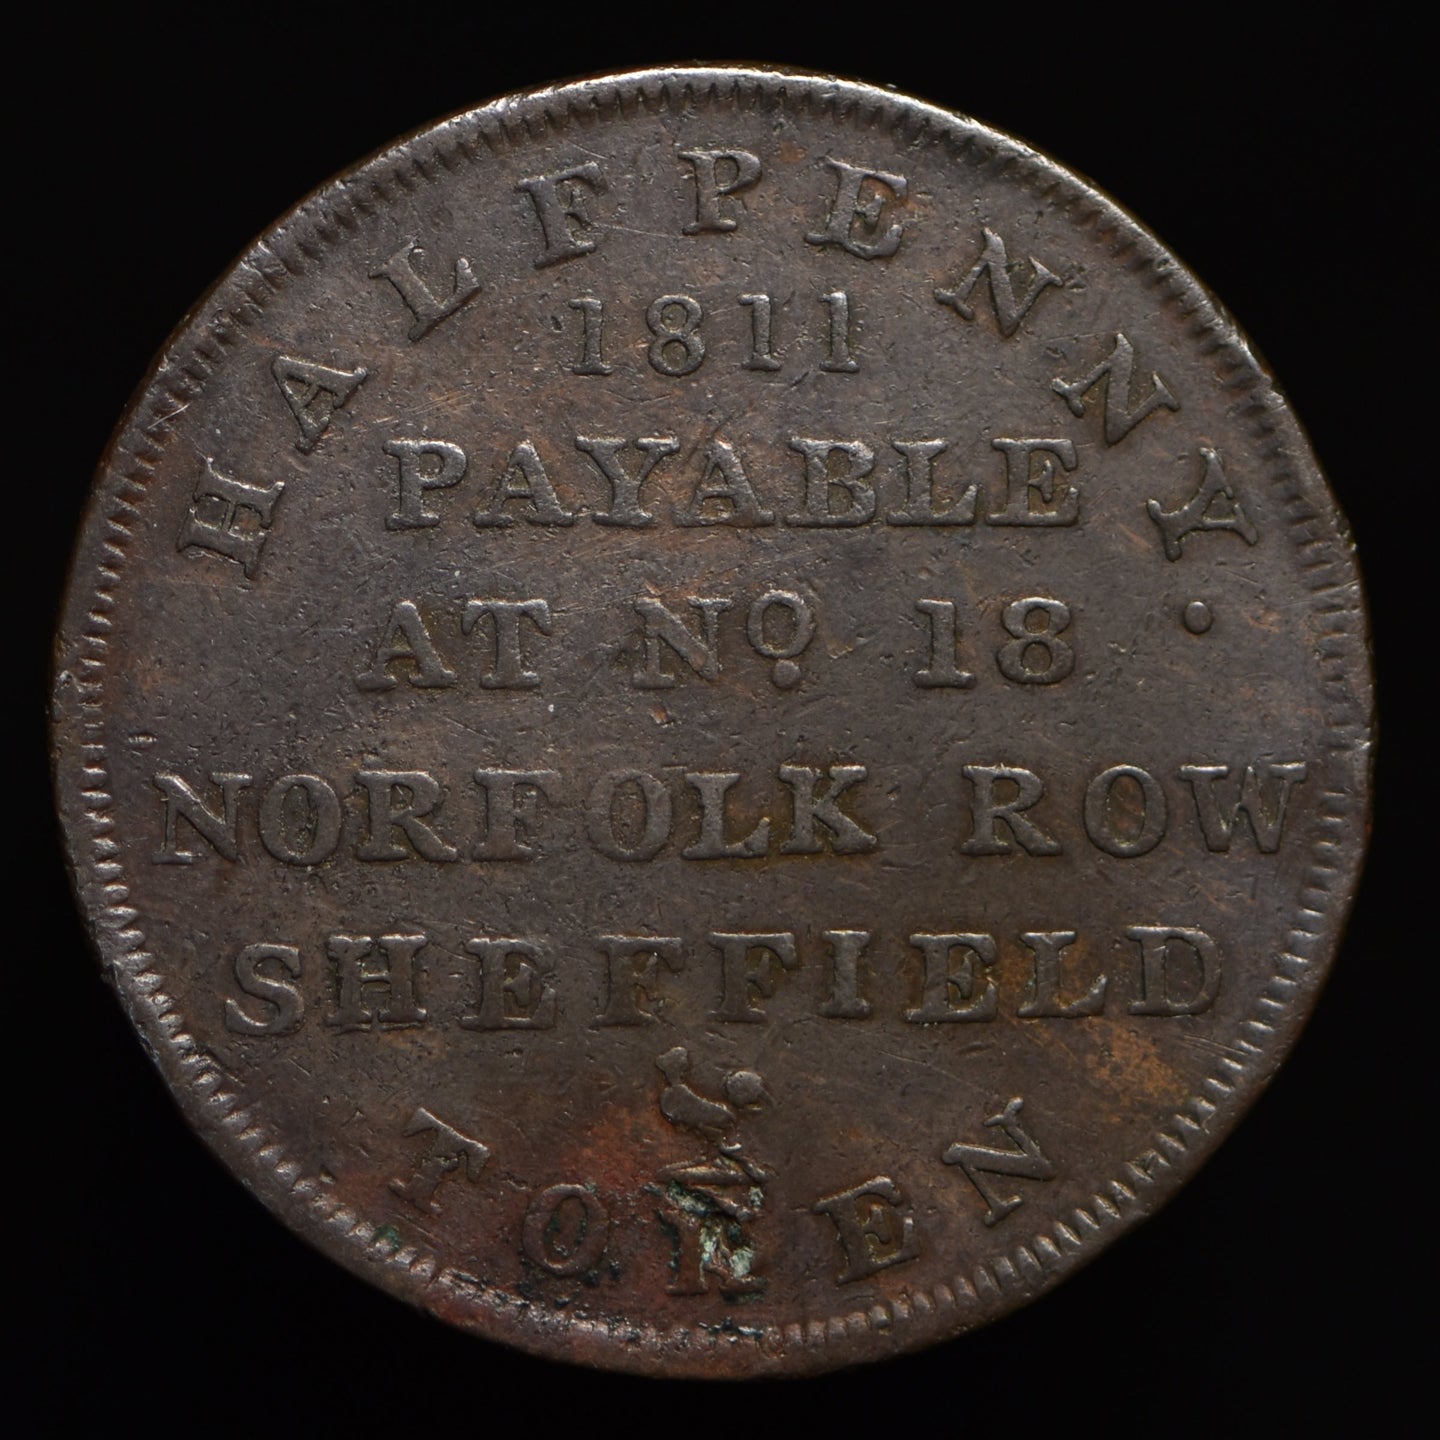 HALFPENNY.
1811
PAYABLE
AT No. 18
NORFOLK ROW
SHEFFIELD
TOKEN